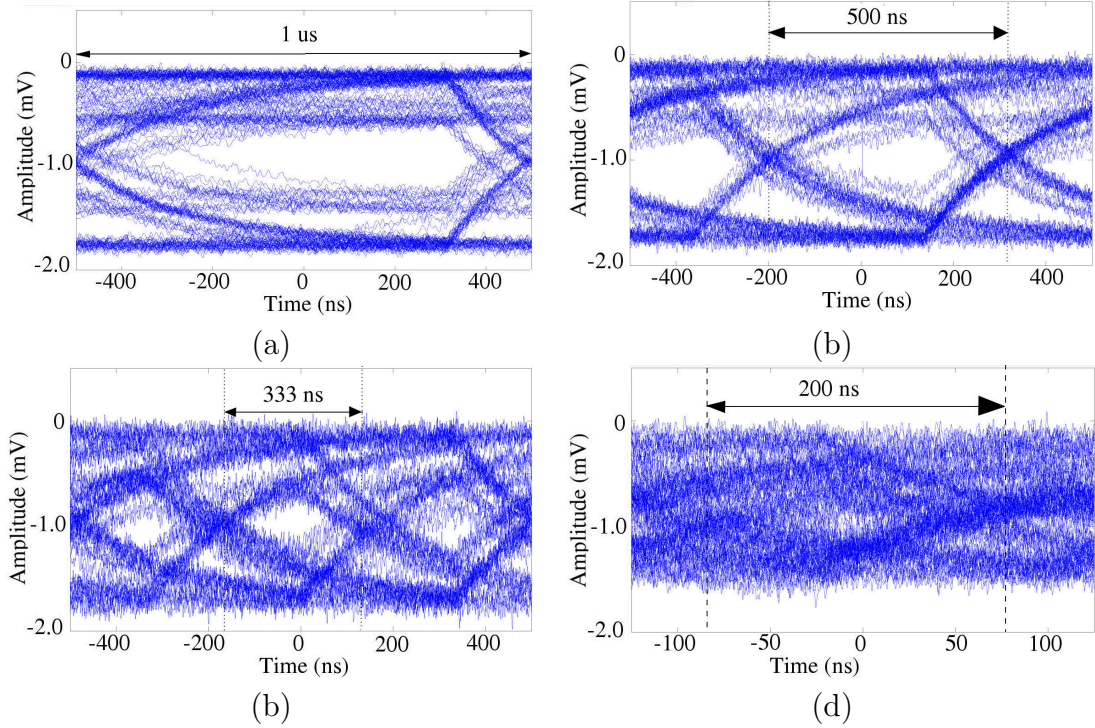 1 us
0
-1.0
-2.0
Amplitude (mV)
-400 -200 0 200 400
Time (ns)
(a)
500 ns
0
-1.0
-2.0
Amplitude (mV)
-400 -200 0 200 400
Time (ns)
(b)
333 ns
0
-1.0
-2.0
Amplitude (mV)
-400 -200 0 200 400
Time (ns)
(b)
200 ns
0
-1.0
-2.0
Amplitude (mV)
-100 -50 0 50 100
Time (ns)
(d)